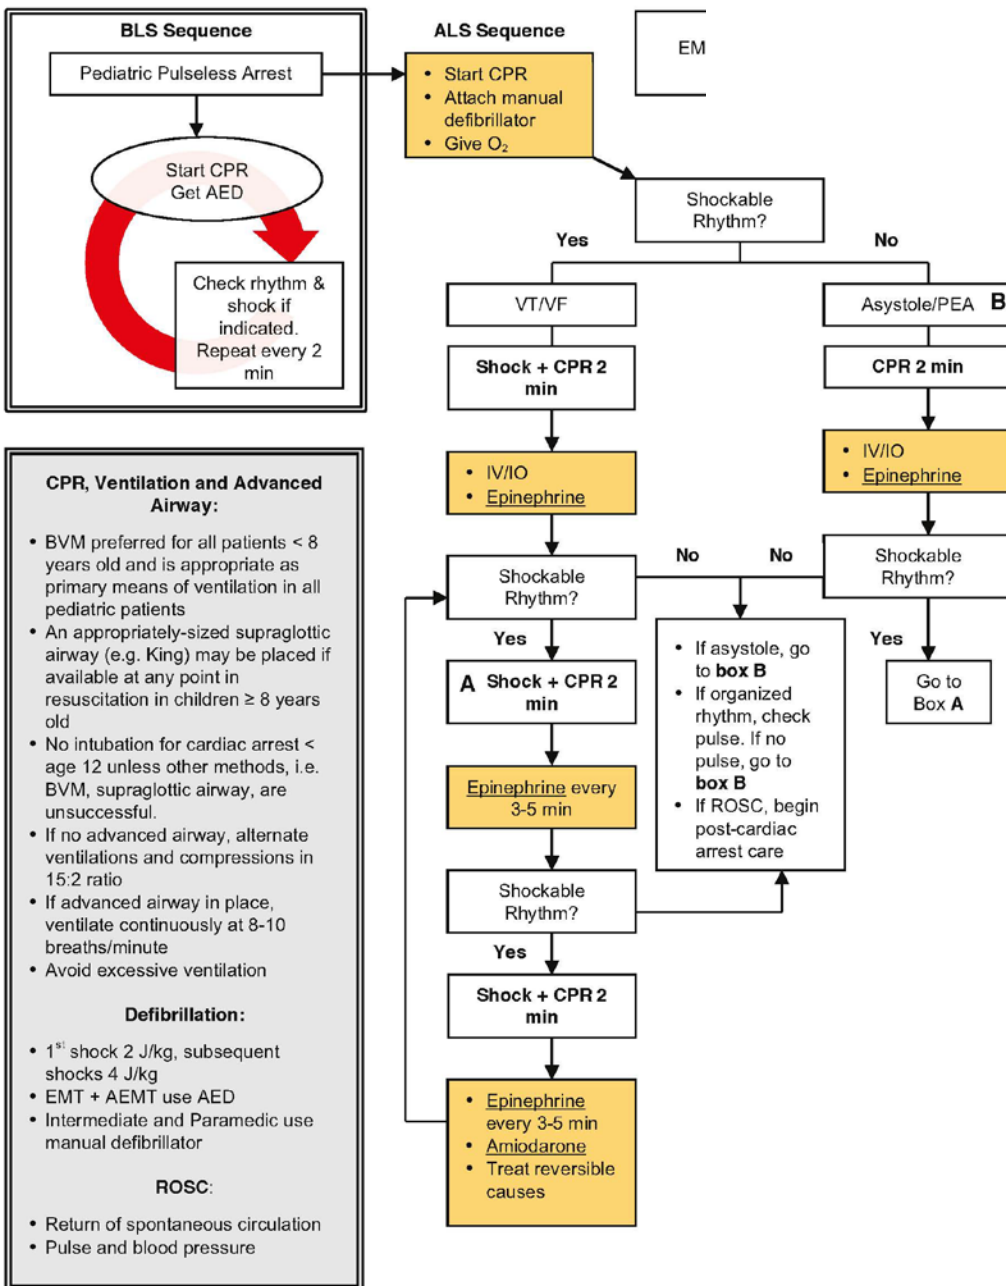 BLS Sequence
Pediatric Pulseless Arrest
Start CPR
Get AED
Check rhythm &
shock if
indicated.
Repeat every 2
min
ALS Sequence
• Start CPR
• Attach manual
defibrillator
• Give O₂
EM
Shockable
Rhythm?
Yes
No
VT/VF
Shock + CPR 2
min
• IV/IO
• Epinephrine
Shockable
Rhythm?
Yes
A Shock + CPR 2
min
Epinephrine every
3-5 min
Shockable
Rhythm?
Yes
Shock + CPR 2
min
• Epinephrine
every 3-5 min
• Amiodarone
• Treat reversible
causes
Asystole/PEA B
CPR 2 min
• IV/IO
• Epinephrine
Shockable
Rhythm?
Yes
Go to
Box A
No
No
• If asystole, go
to box B
• If organized
rhythm, check
pulse. If no
pulse, go to
box B
• If ROSC, begin
post-cardiac
arrest care
CPR, Ventilation and Advanced
Airway:
• BVM preferred for all patients < 8
years old and is appropriate as
primary means of ventilation in all
pediatric patients
• An appropriately-sized supraglottic
airway (e.g. King) may be placed if
available at any point in
resuscitation in children ≥ 8 years
old
• No intubation for cardiac arrest <
age 12 unless other methods, i.e.
BVM, supraglottic airway, are
unsuccessful.
• If no advanced airway, alternate
ventilations and compressions in
15:2 ratio
• If advanced airway in place,
ventilate continuously at 8-10
breaths/minute
• Avoid excessive ventilation
Defibrillation:
• 1st shock 2 J/kg, subsequent
shocks 4 J/kg
• EMT + AEMT use AED
• Intermediate and Paramedic use
manual defibrillator
ROSC:
• Return of spontaneous circulation
• Pulse and blood pressure